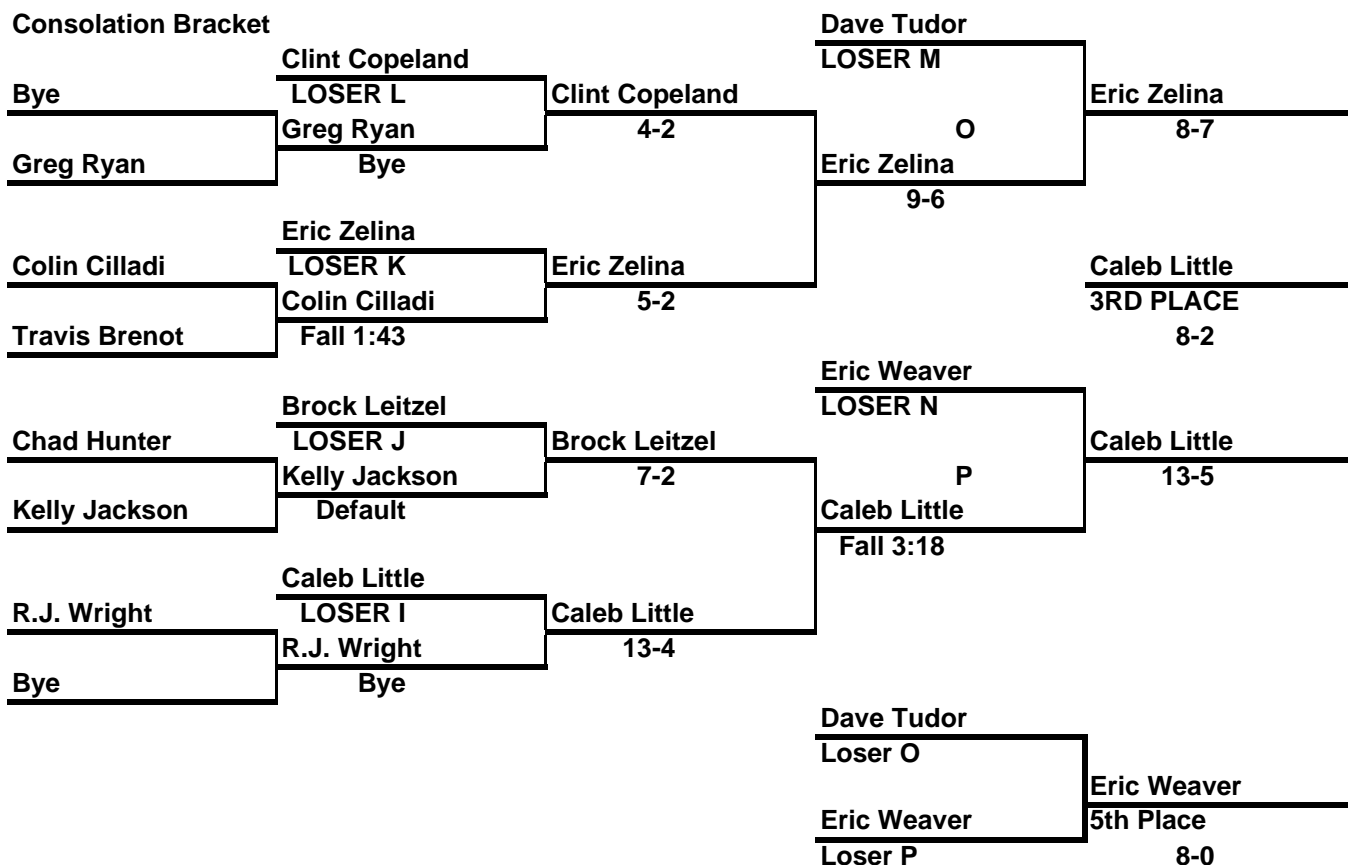 Consolation Bracket
Dave Tudor
Clint Copeland
LOSER M
Bye
LOSER L
Clint Copeland
Eric Zelina
Greg Ryan
4-2
O
8-7
Greg Ryan
Bye
Eric Zelina
9-6
Eric Zelina
Colin Cilladi
LOSER K
Eric Zelina
Caleb Little
Colin Cilladi
5-2
3RD PLACE
Travis Brenot
Fall 1:43
8-2
Eric Weaver
Brock Leitzel
LOSER N
Chad Hunter
LOSER J
Brock Leitzel
Caleb Little
Kelly Jackson
7-2
P
13-5
Kelly Jackson
Default
Caleb Little
Fall 3:18
Caleb Little
R.J. Wright
LOSER I
Caleb Little
R.J. Wright
13-4
Bye
Bye
Dave Tudor
Loser O
Eric Weaver
Eric Weaver
5th Place
Loser P
8-0